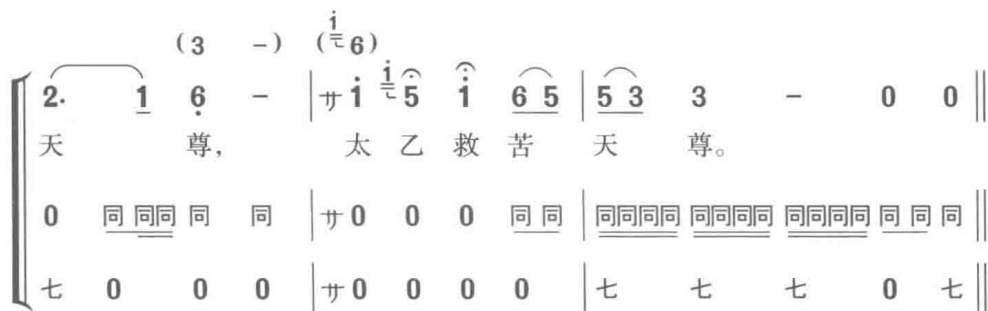 (3 -) (i 6)
2. 1 6 - | サ i i 5 i 6 5 | 5 3 3 - 0 0 ‖
天 尊, 太 乙 救 苦 天 尊。
0 同 同同 同 同 | サ 0 0 0 同 同 | 同同同同 同同同同 同同同同 同 同 同 ‖
七 0 0 0 | サ 0 0 0 0 | 七 七 七 0 七 ‖